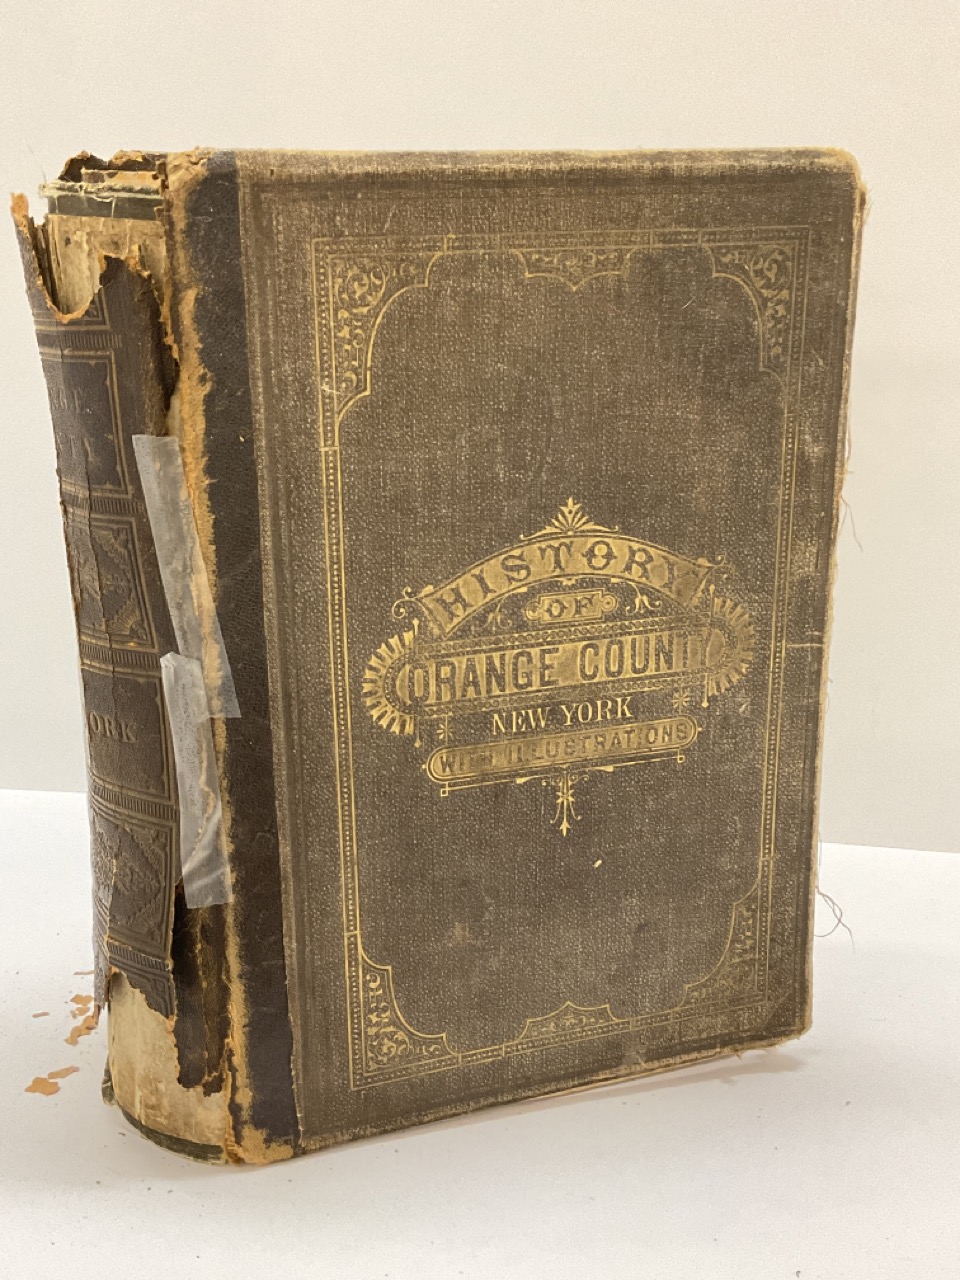 HISTORY
OF
ORANGE COUNTY
NEW YORK
WITH ILLUSTRATIONS
ORK